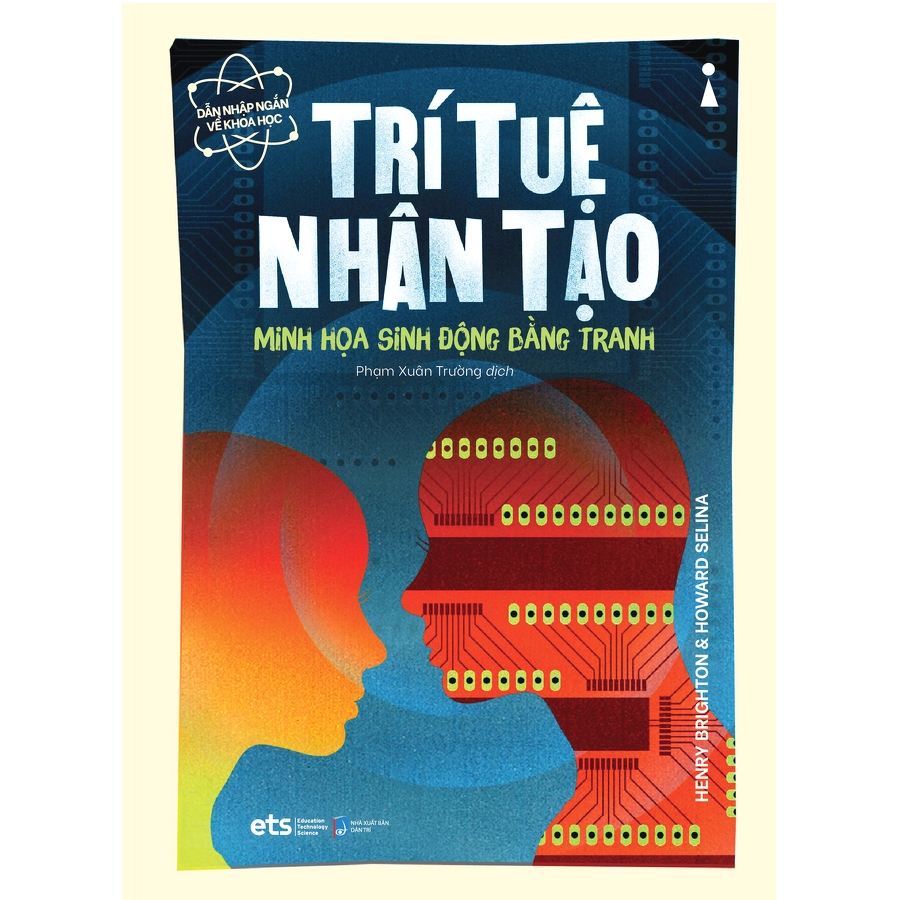 DẪN NHẬP NGẮN
VỀ KHOA HỌC
TRÍ TUỆ
NHÂN TẠO
MINH HỌA SINH ĐỘNG BẰNG TRANH
Phạm Xuân Trường dịch
HENRY BRIGHTON & HOWARD SELINA
ets
Education
Technology
Science
NHÀ XUẤT BẢN
DÂN TRÍ